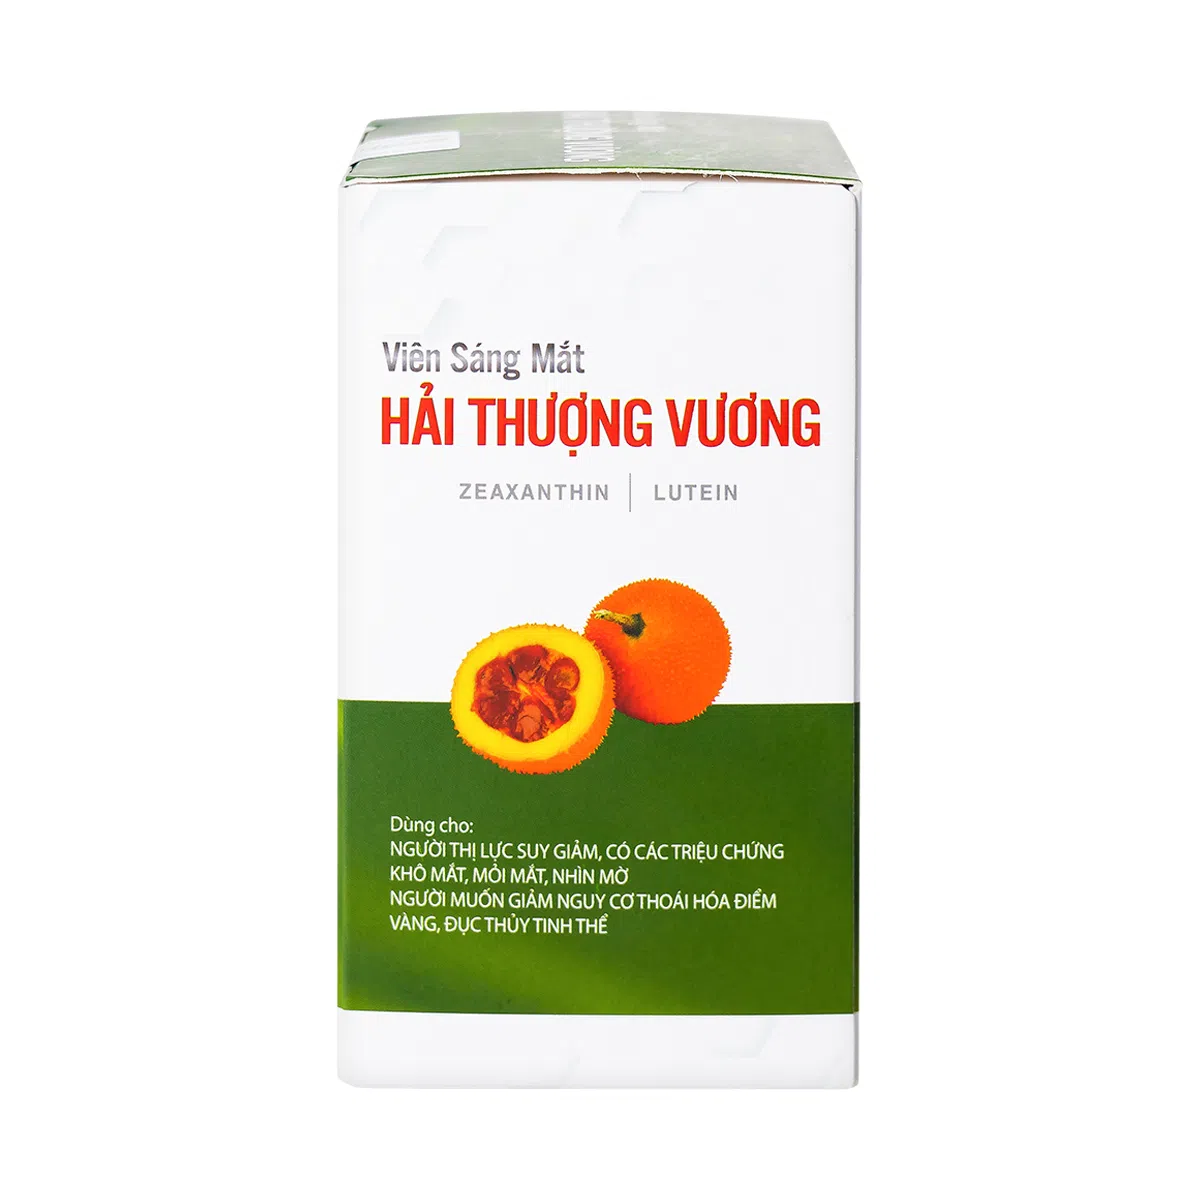 Viên Sáng Mắt
HẢI THƯỢNG VƯƠNG
ZEAXANTHIN | LUTEIN
Dùng cho:
NGƯỜI THỊ LỰC SUY GIẢM, CÓ CÁC TRIỆU CHỨNG
KHÔ MẮT, MỎI MẮT, NHÌN MỜ
NGƯỜI MUỐN GIẢM NGUY CƠ THOÁI HÓA ĐIỂM
VÀNG, ĐỤC THỦY TINH THỂ